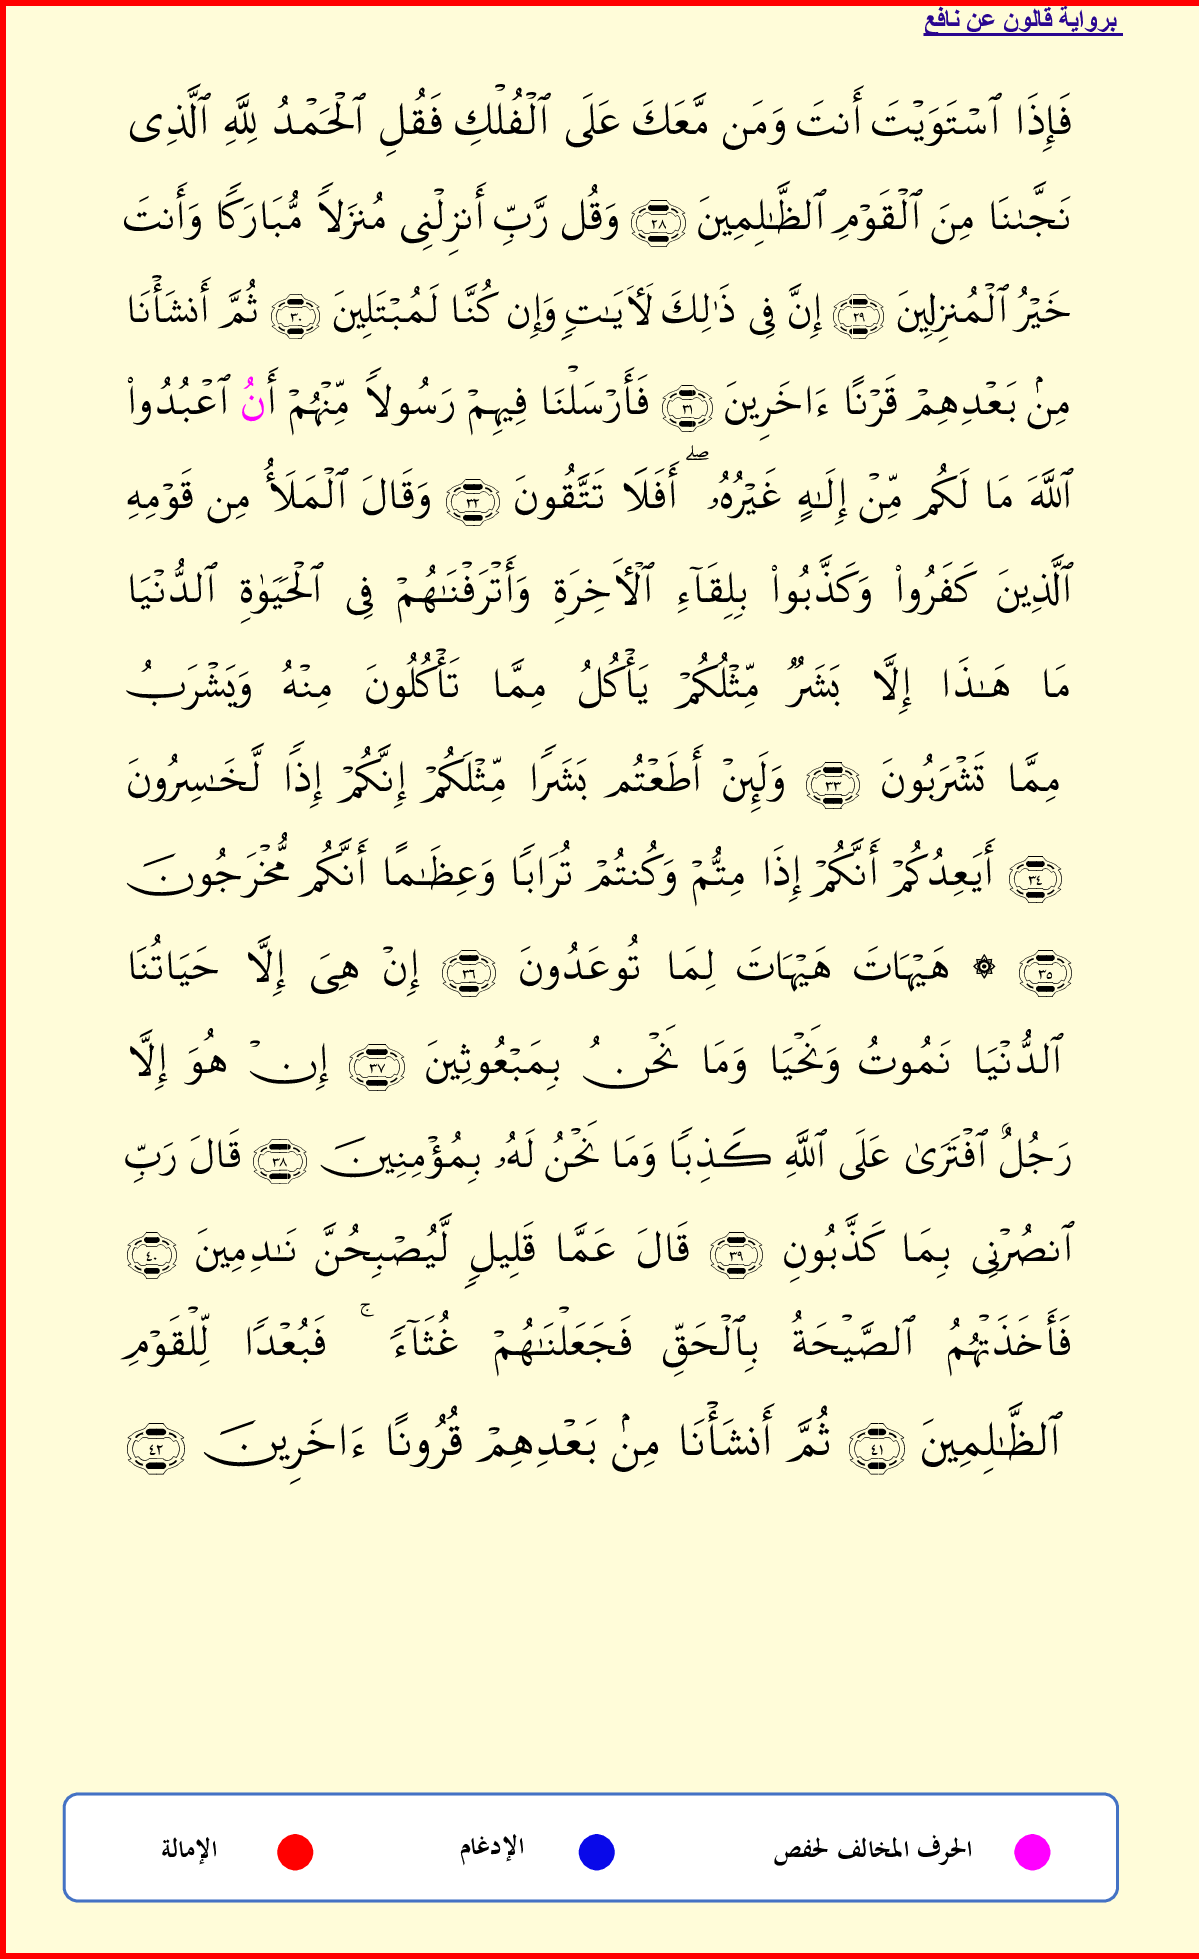 برواية قالون عن نافع
فَإِذَا ٱسْتَوَيْتَ أَنتَ وَمَن مَّعَكَ عَلَى ٱلْفُلْكِ فَقُلِ ٱلْحَمْدُ لِلَّهِ ٱلَّذِى
نَجَّىٰنَا مِنَ ٱلْقَوْمِ ٱلظَّٰلِمِينَ ٢٨ وَقُل رَّبِّ أَنزِلْنِى مُنزَلاً مُّبَارَكًا وَأَنتَ
خَيْرُ ٱلْمُنزِلِينَ ٢٩ إِنَّ فِى ذَٰلِكَ لَأَيَٰتٍ وَإِن كُنَّا لَمُبْتَلِينَ ٣٠ ثُمَّ أَنشَأْنَا
مِنۢ بَعْدِهِمْ قَرْنًا ءَاخَرِينَ ٣١ فَأَرْسَلْنَا فِيهِمْ رَسُولاً مِّنْهُمْ أَنُ ٱعْبُدُوا۟
ٱللَّهَ مَا لَكُم مِّنْ إِلَٰهٍ غَيْرُهُۥ ۖ أَفَلَا تَتَّقُونَ ٣٢ وَقَالَ ٱلْمَلَأُ مِن قَوْمِهِ
ٱلَّذِينَ كَفَرُوا۟ وَكَذَّبُوا۟ بِلِقَآءِ ٱلْأَخِرَةِ وَأَتْرَفْنَٰهُمْ فِى ٱلْحَيَوٰةِ ٱلدُّنْيَا
مَا هَٰذَا إِلَّا بَشَرٌ مِّثْلُكُمْ يَأْكُلُ مِمَّا تَأْكُلُونَ مِنْهُ وَيَشْرَبُ
مِمَّا تَشْرَبُونَ ٣٣ وَلَئِنْ أَطَعْتُم بَشَرًا مِّثْلَكُمْ إِنَّكُمْ إِذًا لَّخَٰسِرُونَ
٣٤ أَيَعِدُكُمْ أَنَّكُمْ إِذَا مِتُّمْ وَكُنتُمْ تُرَابًا وَعِظَٰمًا أَنَّكُم مُّخْرَجُونَ
٣٥ ۞ هَيْهَاتَ هَيْهَاتَ لِمَا تُوعَدُونَ ٣٦ إِنْ هِىَ إِلَّا حَيَاتُنَا
ٱلدُّنْيَا نَمُوتُ وَنَحْيَا وَمَا نَحْنُ بِمَبْعُوثِينَ ٣٧ إِنْ هُوَ إِلَّا
رَجُلٌ ٱفْتَرَىٰ عَلَى ٱللَّهِ كَذِبًا وَمَا نَحْنُ لَهُۥ بِمُؤْمِنِينَ ٣٨ قَالَ رَبِّ
ٱنصُرْنِى بِمَا كَذَّبُونِ ٣٩ قَالَ عَمَّا قَلِيلٍ لَّيُصْبِحُنَّ نَٰدِمِينَ ٤٠
فَأَخَذَتْهُمُ ٱلصَّيْحَةُ بِٱلْحَقِّ فَجَعَلْنَٰهُمْ غُثَآءً ۚ فَبُعْدًا لِّلْقَوْمِ
ٱلظَّٰلِمِينَ ٤١ ثُمَّ أَنشَأْنَا مِنۢ بَعْدِهِمْ قُرُونًا ءَاخَرِينَ ٤٢
الحرف المخالف لحفص الإدغام الإمالة